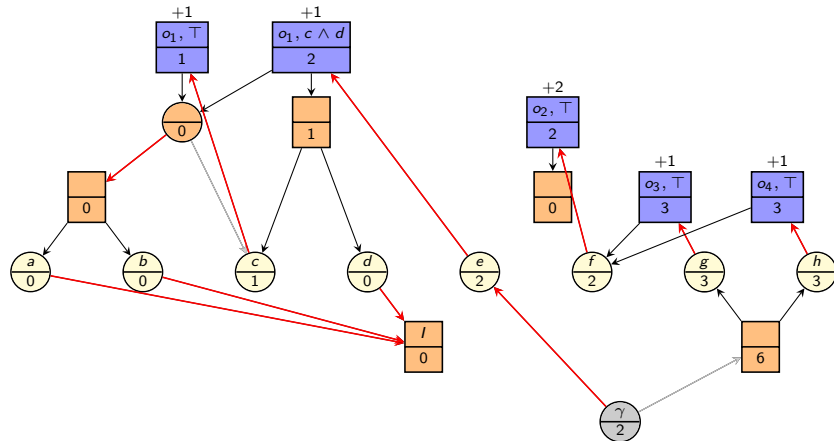 +1 +1
o₁, ⊤ o₁, c ∧ d
1 2
+2
o₂, ⊤
0 1 2
+1 +1
o₃, ⊤ o₄, ⊤
0 0 3 3
a b c d e f g h
0 0 1 0 2 2 3 3
I
0 6
γ
2